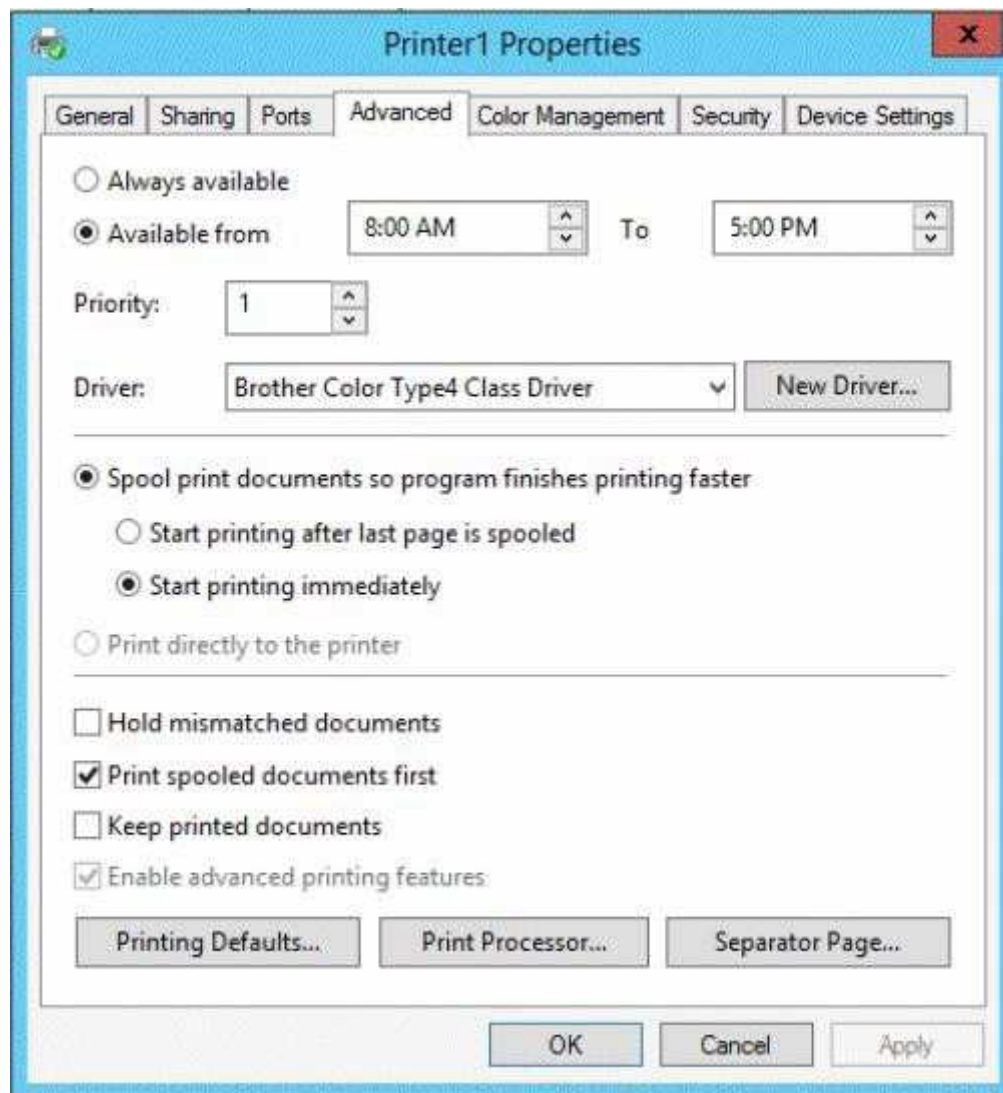 Printer1 Properties
x
General Sharing Ports Advanced Color Management Security Device Settings
Always available
Available from 8:00 AM To 5:00 PM
Priority: 1
Driver: Brother Color Type4 Class Driver New Driver...
Spool print documents so program finishes printing faster
Start printing after last page is spooled
Start printing immediately
Print directly to the printer
Hold mismatched documents
Print spooled documents first
Keep printed documents
Enable advanced printing features
Printing Defaults... Print Processor... Separator Page...
OK Cancel Apply